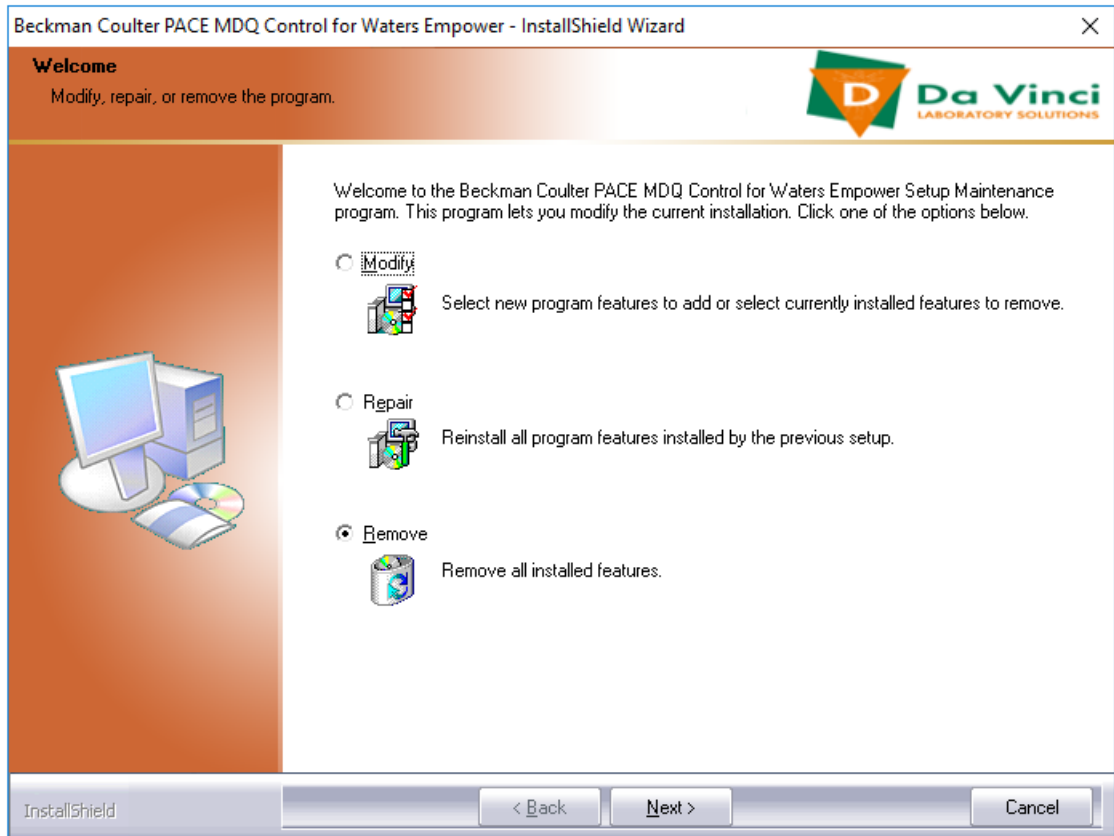 Beckman Coulter PACE MDQ Control for Waters Empower - InstallShield Wizard
Welcome
Modify, repair, or remove the program.
D
Da Vinci
LABORATORY SOLUTIONS
Welcome to the Beckman Coulter PACE MDQ Control for Waters Empower Setup Maintenance
program. This program lets you modify the current installation. Click one of the options below.
Modify
Select new program features to add or select currently installed features to remove.
Repair
Reinstall all program features installed by the previous setup.
Remove
Remove all installed features.
InstallShield
< Back
Next >
Cancel